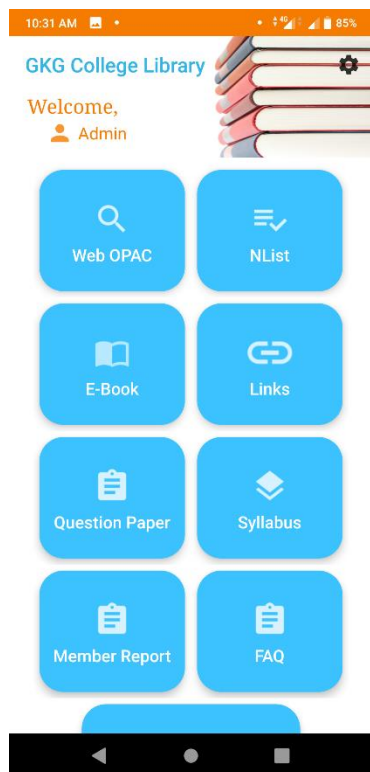 10:31 AM 4G 85%
GKG College Library
Welcome,
Admin
Web OPAC NList
E-Book Links
Question Paper Syllabus
Member Report FAQ